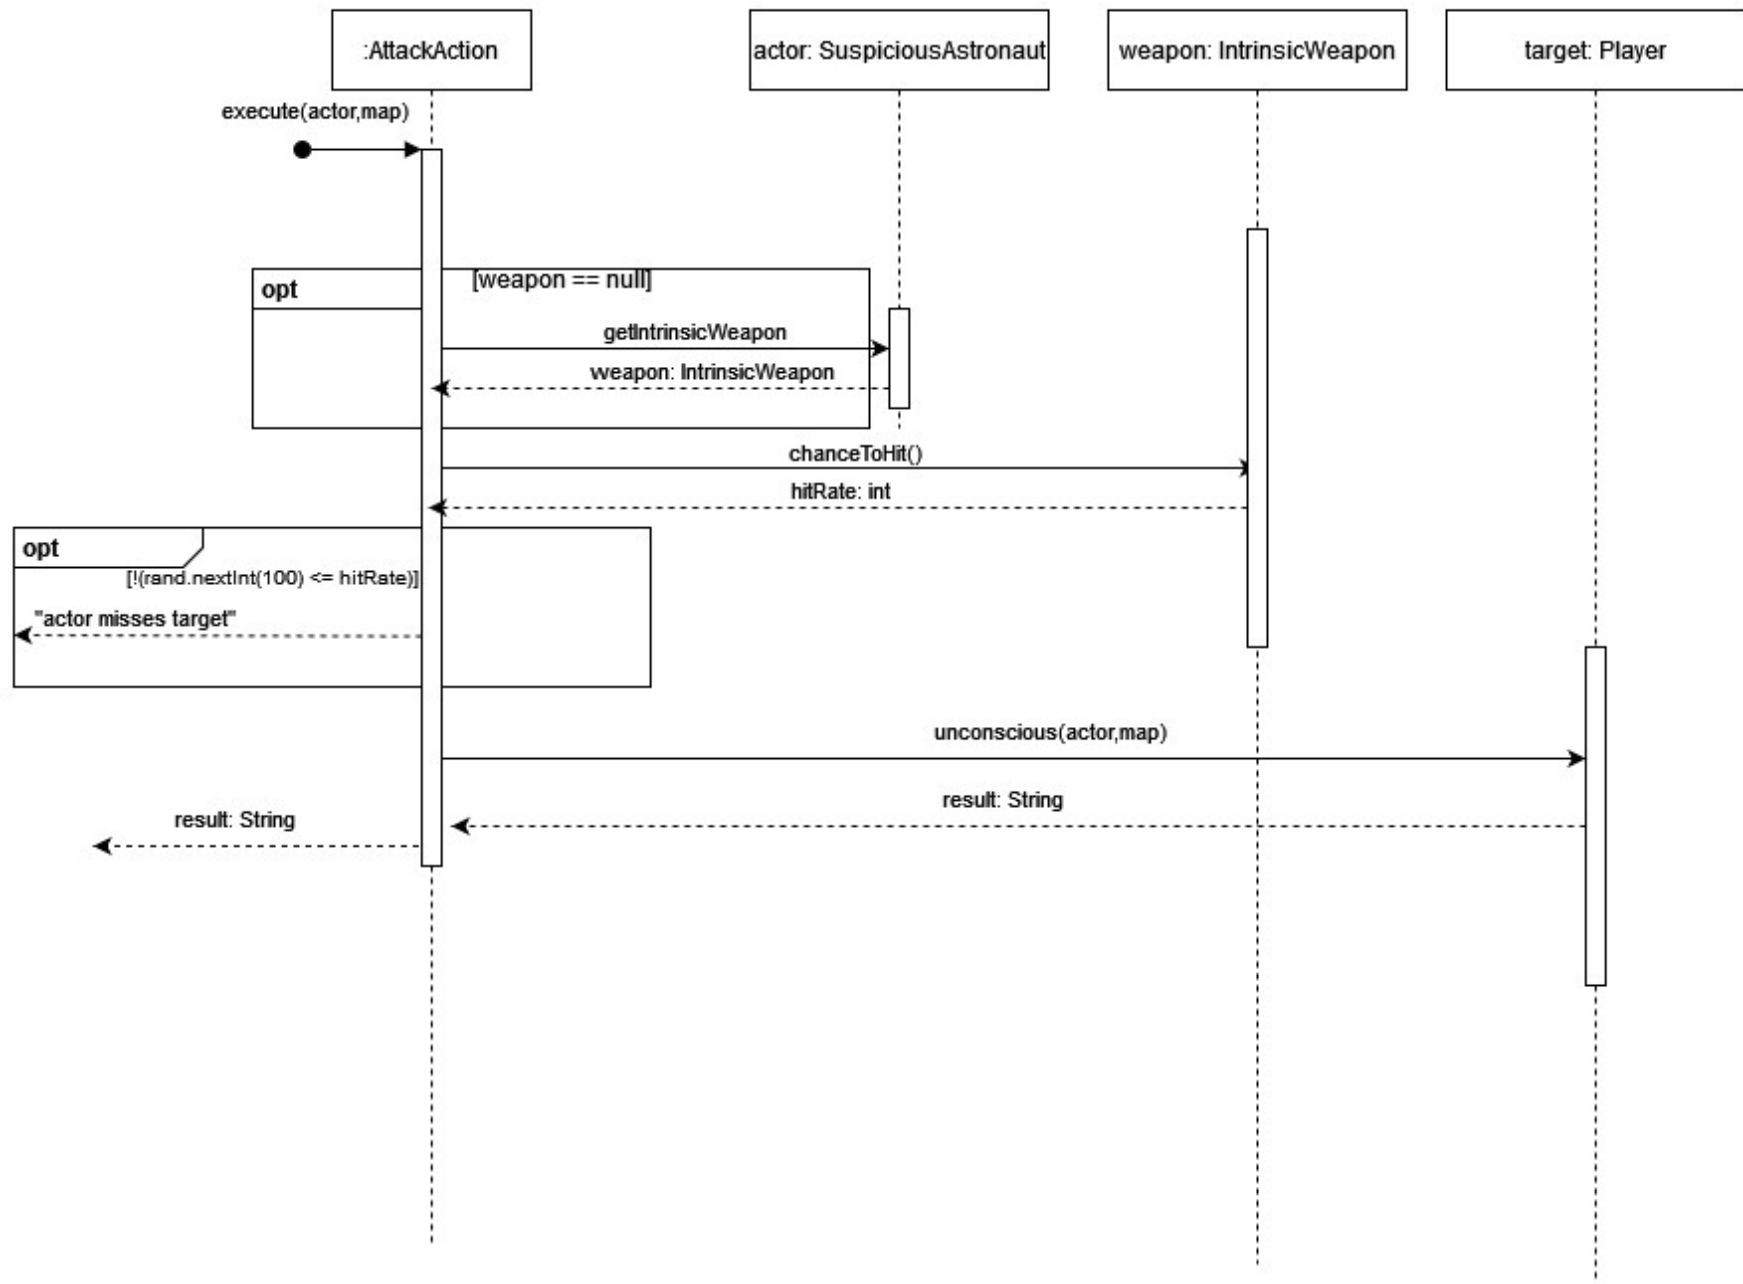 :AttackAction
actor: SuspiciousAstronaut
weapon: IntrinsicWeapon
target: Player
execute(actor,map)
opt
[weapon == null]
getIntrinsicWeapon
weapon: IntrinsicWeapon
chanceToHit()
hitRate: int
opt
[!(rand.nextInt(100) <= hitRate)]
"actor misses target"
unconscious(actor,map)
result: String
result: String